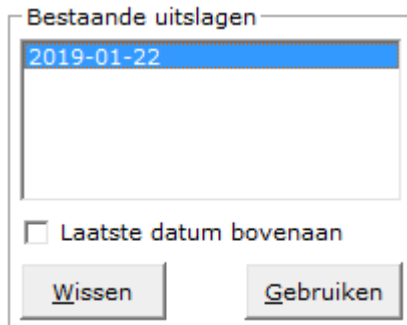 Bestaande uitslagen
2019-01-22
Laatste datum bovenaan
Wissen
Gebruiken